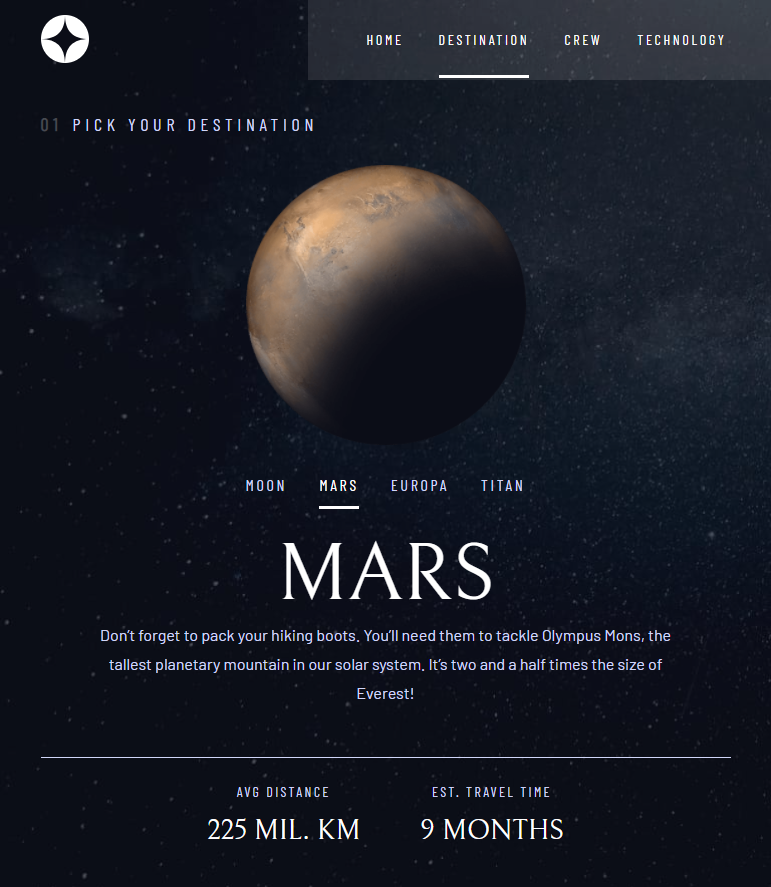 HOME DESTINATION CREW TECHNOLOGY
01 PICK YOUR DESTINATION
MOON MARS EUROPA TITAN
MARS
Don’t forget to pack your hiking boots. You’ll need them to tackle Olympus Mons, the
tallest planetary mountain in our solar system. It’s two and a half times the size of
Everest!
AVG DISTANCE EST. TRAVEL TIME
225 MIL. KM 9 MONTHS